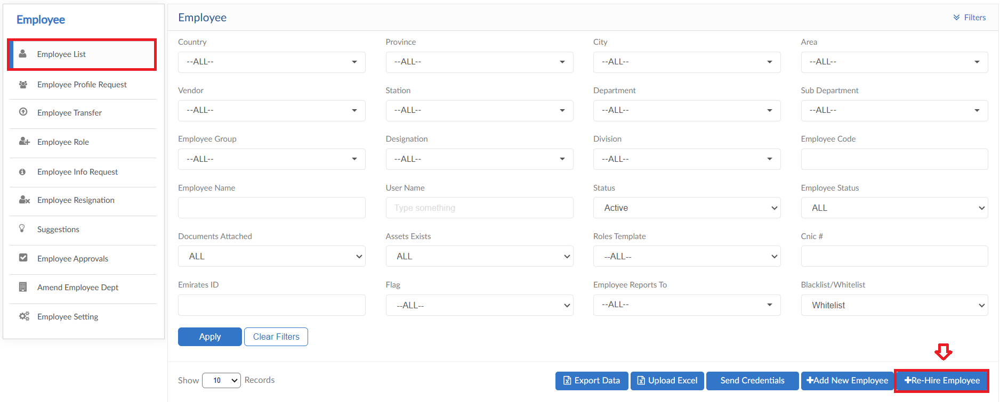 Employee
Employee List
Employee Profile Request
Employee Transfer
Employee Role
Employee Info Request
Employee Resignation
Suggestions
Employee Approvals
Amend Employee Dept
Employee Setting
Employee
Filters
Country Province City Area
--ALL-- --ALL-- --ALL-- --ALL--
Vendor Station Department Sub Department
--ALL-- --ALL-- --ALL-- --ALL--
Employee Group Designation Division Employee Code
--ALL-- --ALL-- --ALL--
Employee Name User Name Status Employee Status
Type something Active ALL
Documents Attached Assets Exists Roles Template Cnic #
ALL ALL --ALL--
Emirates ID Flag Employee Reports To Blacklist/Whitelist
--ALL-- --ALL-- Whitelist
Apply Clear Filters
Show 10 Records Export Data Upload Excel Send Credentials +Add New Employee +Re-Hire Employee